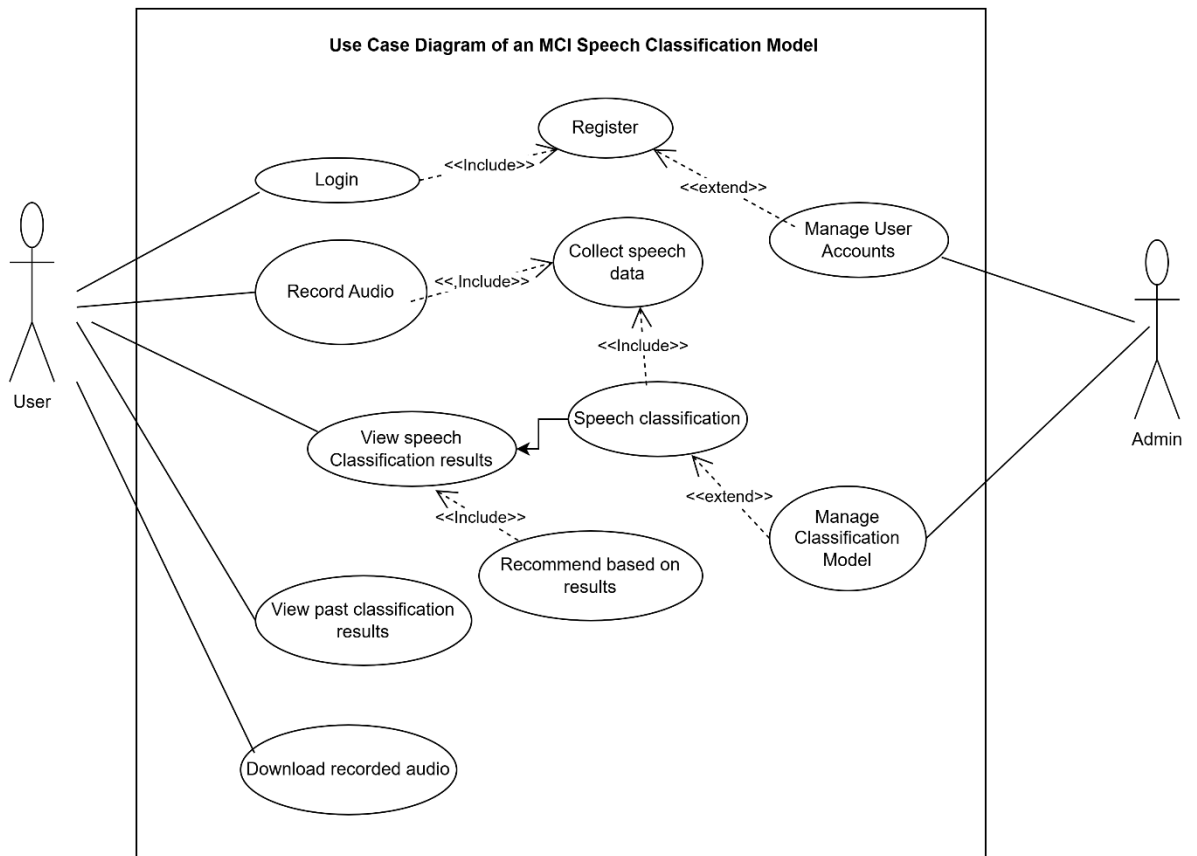 Use Case Diagram of an MCI Speech Classification Model
Register
<<Include>>
Login
<<extend>>
Manage User
Accounts
Collect speech
data
Record Audio
<<,Include>>
<<Include>>
User
Speech classification
View speech
Classification results
Admin
<<extend>>
<<Include>>
Manage
Classification
Model
Recommend based on
results
View past classification
results
Download recorded audio